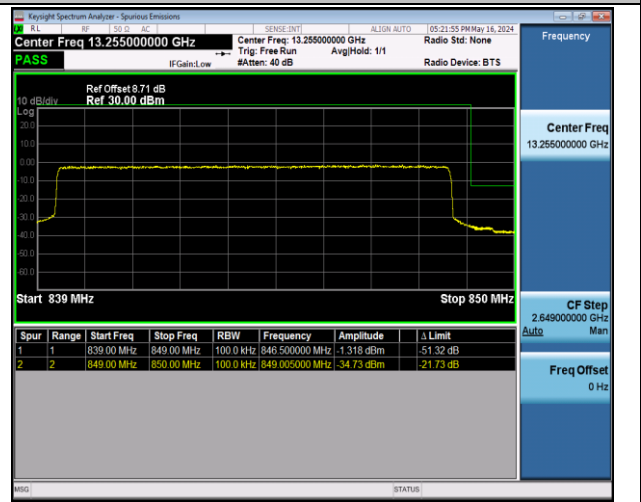 Keysight Spectrum Analyzer - Spurious Emissions
RL RF 50 Ω AC SENSE:INT ALIGN AUTO 05:21:55 PM May 16, 2024
Center Freq 13.255000000 GHz Center Freq: 13.255000000 GHz Radio Std: None Frequency
Trig: Free Run Avg|Hold: 1/1
PASS IFGain:Low #Atten: 40 dB Radio Device: BTS
Ref Offset 8.71 dB
10 dB/div Ref 30.00 dBm
Log
20.0
10.0
0.00
-10.0
-20.0
-30.0
-40.0
-50.0
-60.0
Start 839 MHz Stop 850 MHz
Center Freq
13.255000000 GHz
CF Step
2.649000000 GHz
Auto Man
Freq Offset
0 Hz
Spur Range Start Freq Stop Freq RBW Frequency Amplitude Δ Limit
1 1 839.00 MHz 849.00 MHz 100.0 kHz 846.500000 MHz -1.318 dBm -51.32 dB
2 2 849.00 MHz 850.00 MHz 100.0 kHz 849.005000 MHz -34.73 dBm -21.73 dB
MSG STATUS